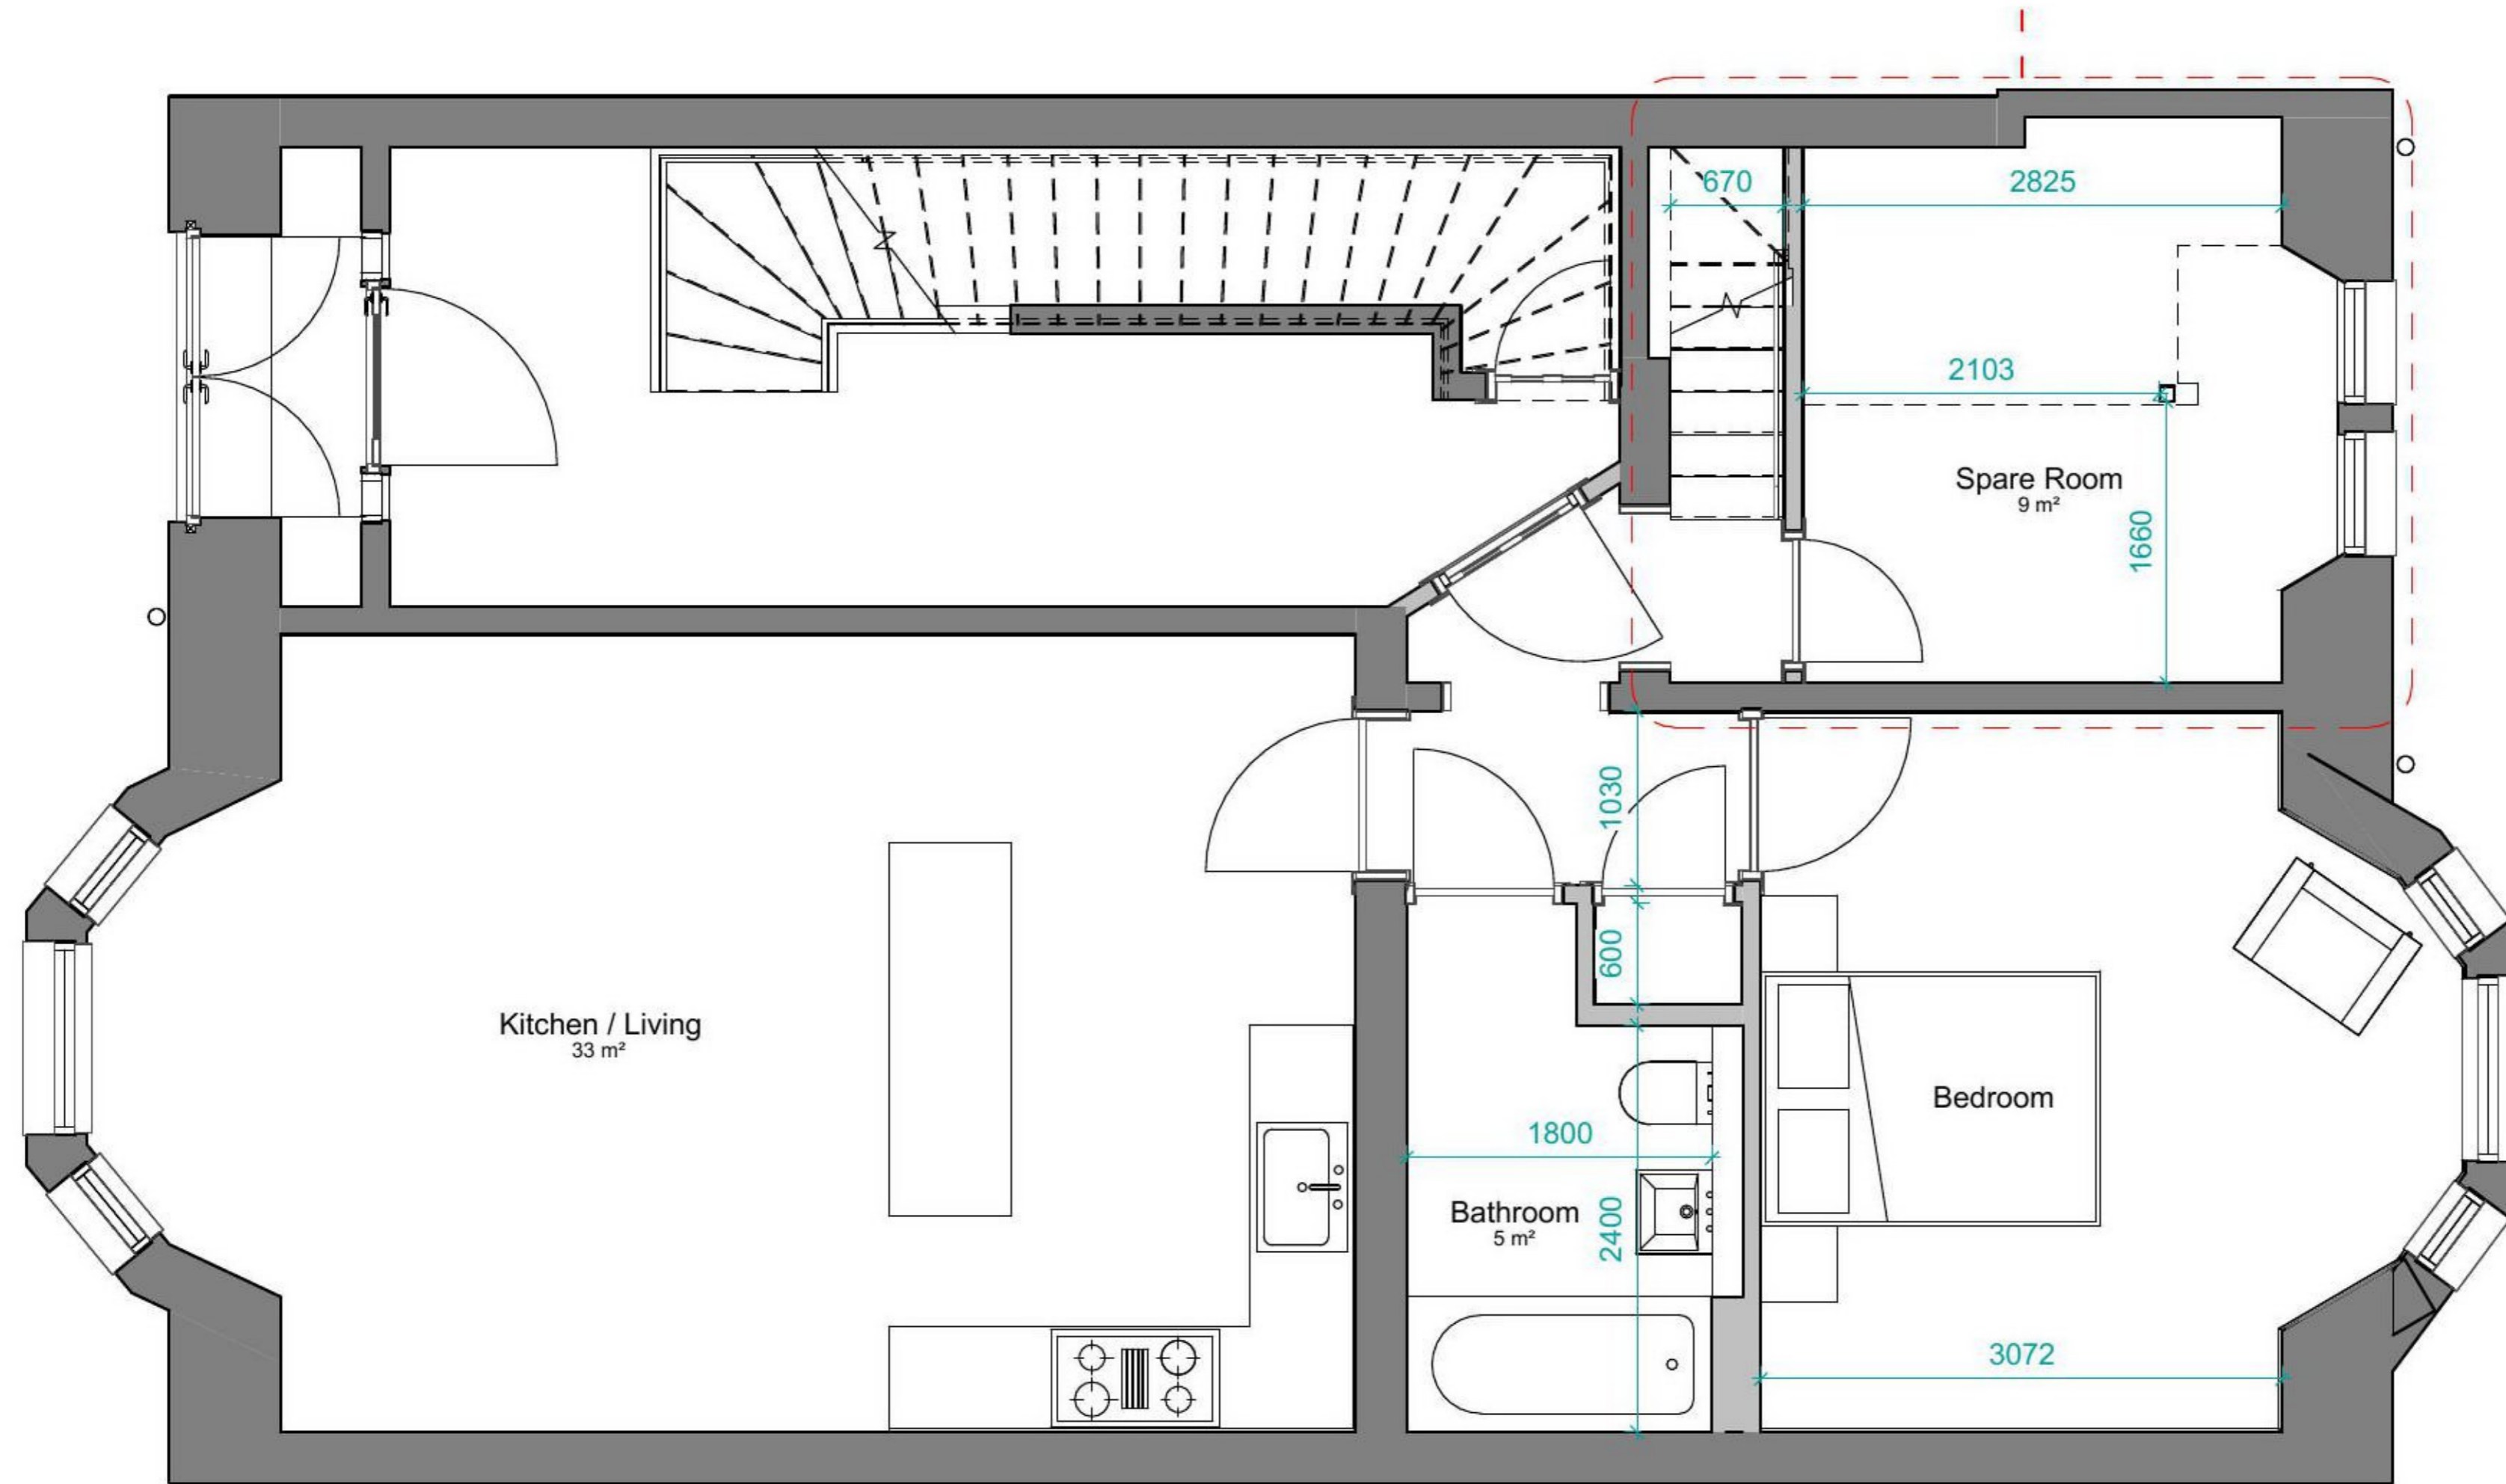 670
2825
2103
Spare Room
9 m²
1660
1030
600
Kitchen / Living
33 m²
Bedroom
1800
Bathroom
5 m²
2400
3072